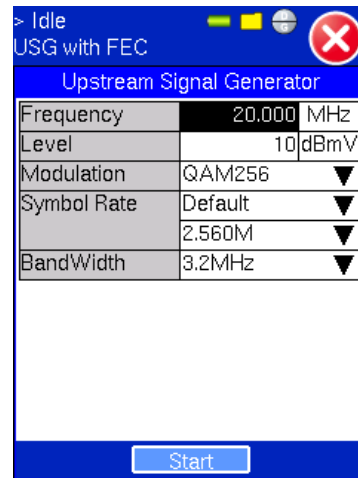 > Idle
USG with FEC
Upstream Signal Generator
Frequency 20.000 MHz
Level 10 dBmV
Modulation QAM256
Symbol Rate Default
2.560M
BandWidth 3.2MHz
Start